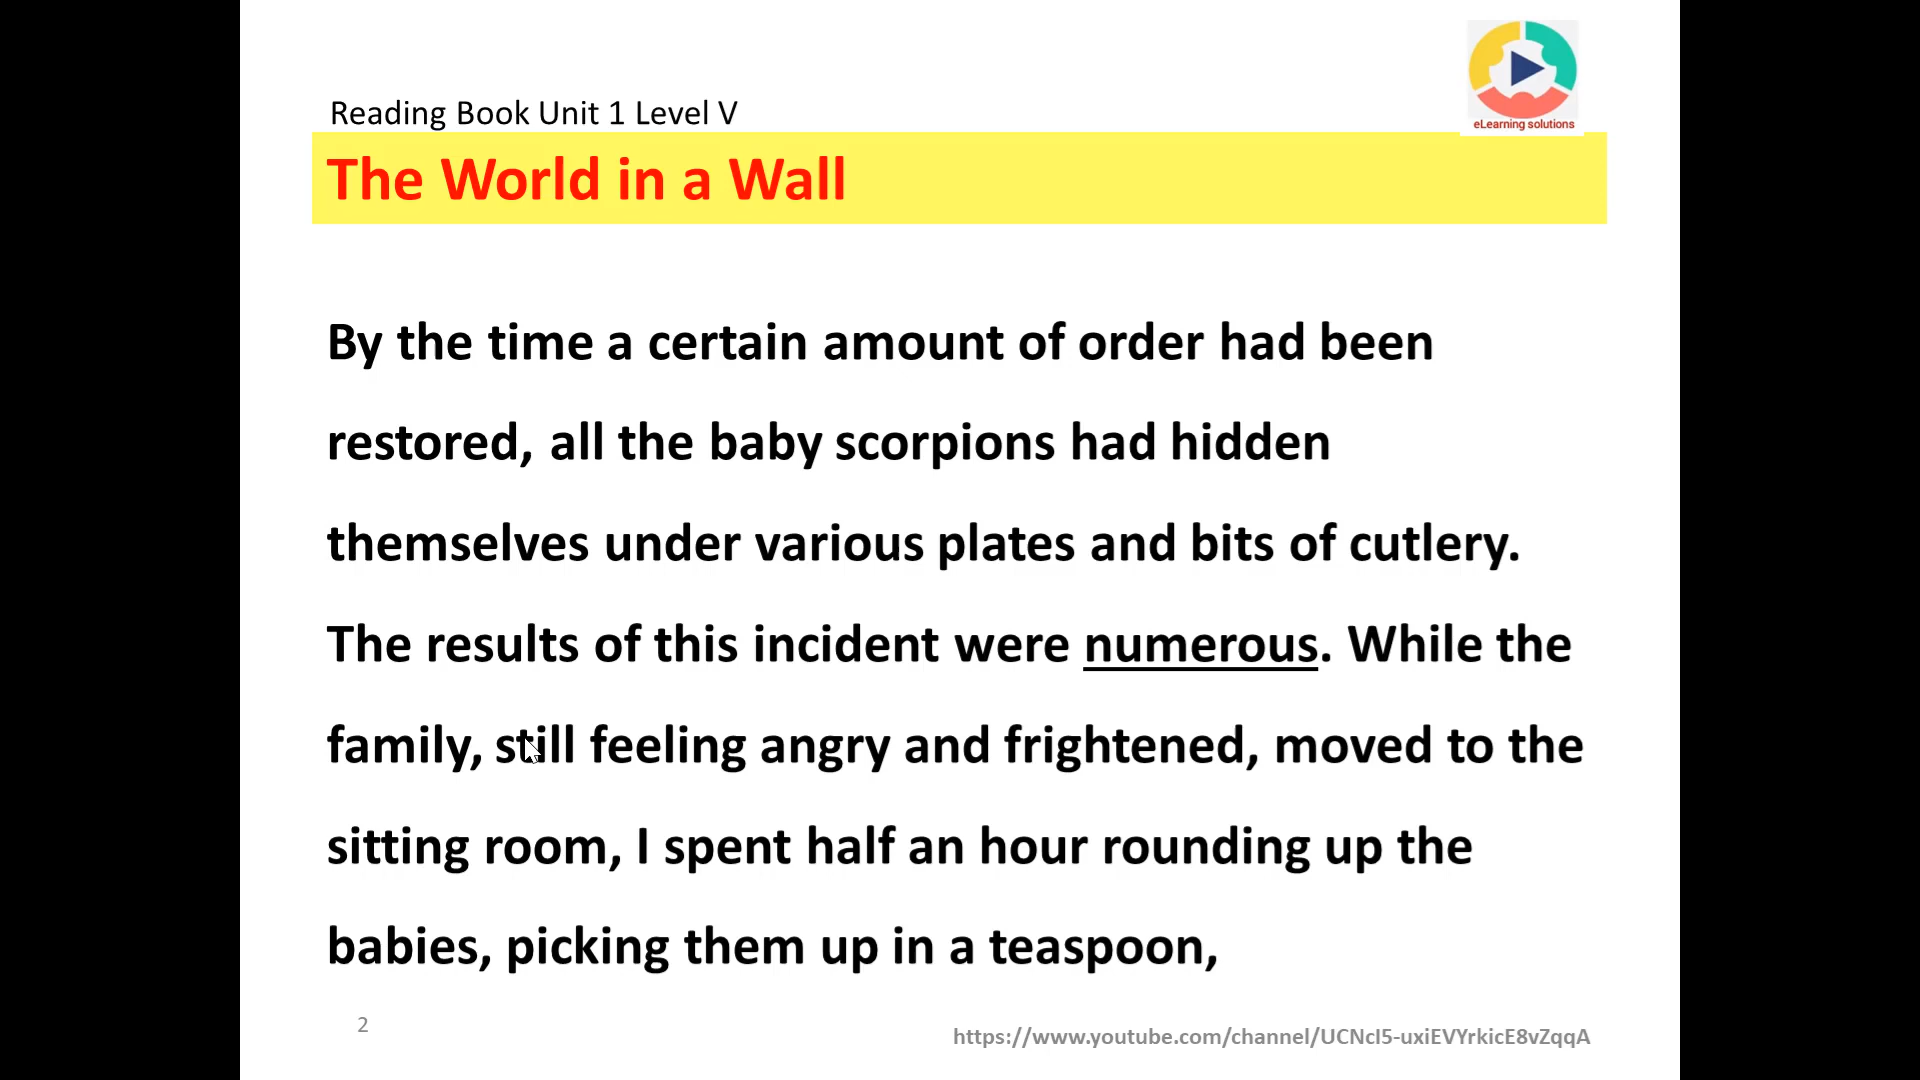 eLearning solutions
Reading Book Unit 1 Level V
The World in a Wall
By the time a certain amount of order had been
restored, all the baby scorpions had hidden
themselves under various plates and bits of cutlery.
The results of this incident were numerous. While the
family, still feeling angry and frightened, moved to the
sitting room, I spent half an hour rounding up the
babies, picking them up in a teaspoon,
2
https://www.youtube.com/channel/UCNcI5-uxiEVYrkicE8vZqqA